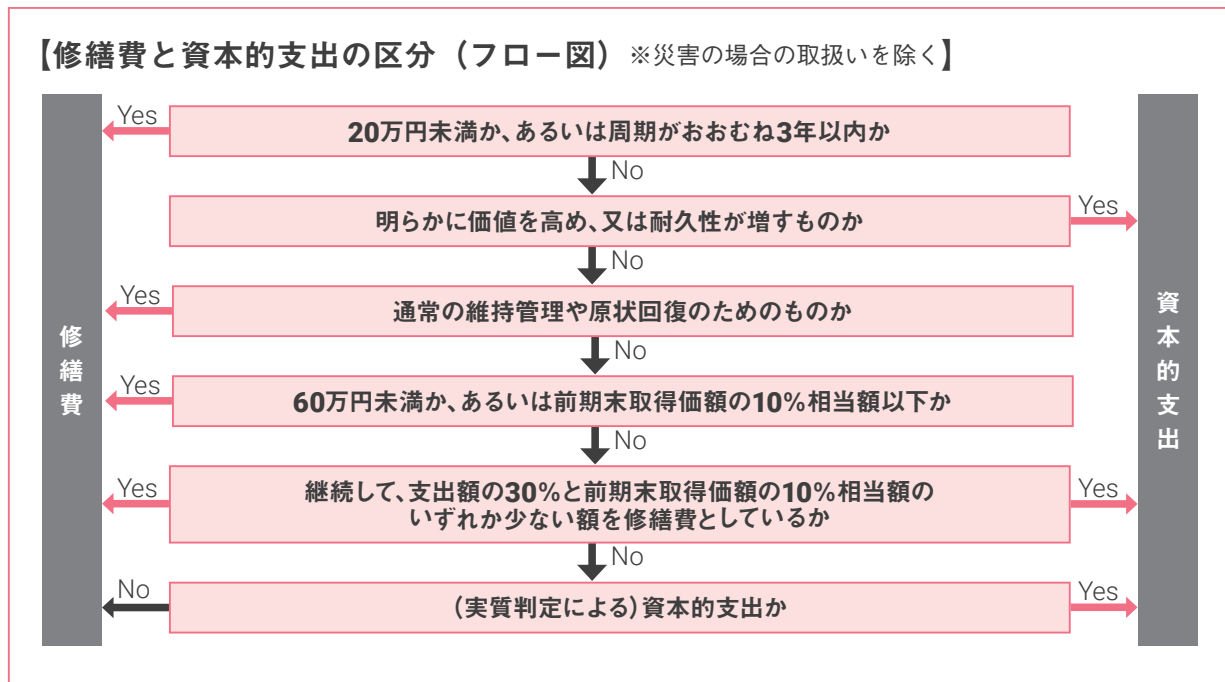 【修繕費と資本的支出の区分（フロー図）※災害の場合の取扱いを除く】
Yes
20万円未満か、あるいは周期がおおむね3年以内か
No
明らかに価値を高め、又は耐久性が増すものか
Yes
No
Yes
通常の維持管理や原状回復のためのものか
No
Yes
60万円未満か、あるいは前期末取得価額の10%相当額以下か
No
Yes
継続して、支出額の30%と前期末取得価額の10%相当額の
いずれか少ない額を修繕費としているか
Yes
No
No
（実質判定による）資本的支出か
Yes
修繕費
資本的支出